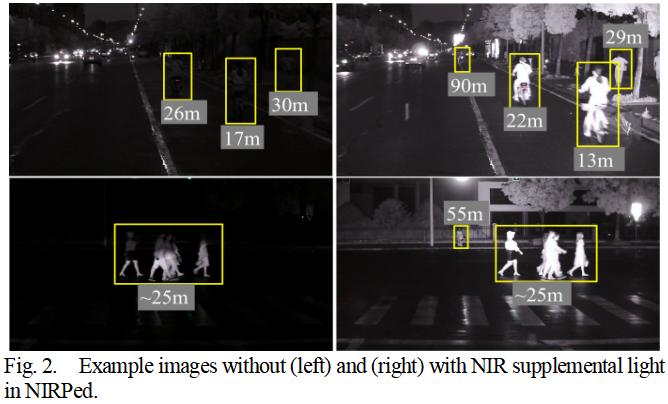 26m
17m
30m
90m
22m
29m
13m
~25m
55m
~25m
Fig. 2. Example images without (left) and (right) with NIR supplemental light
in NIRPed.